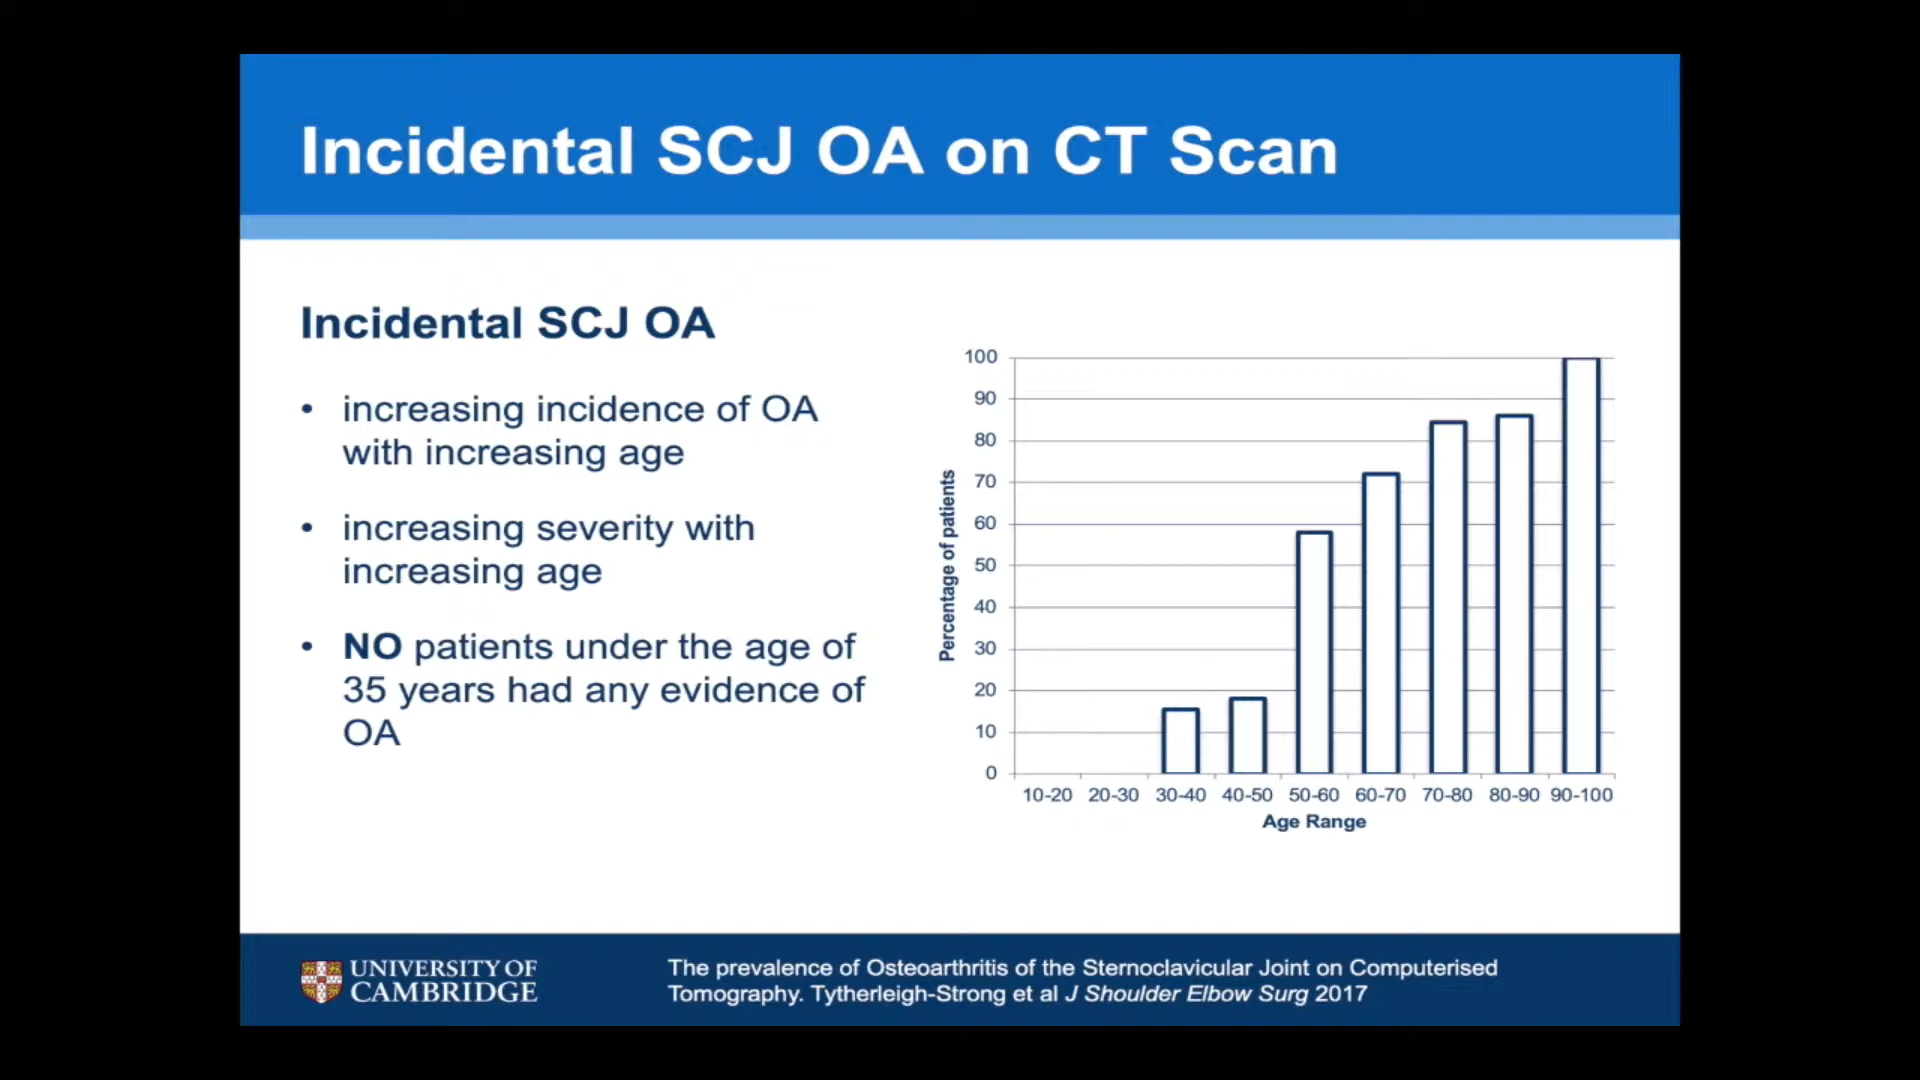 Incidental SCJ OA on CT Scan
Incidental SCJ OA
• increasing incidence of OA
with increasing age
• increasing severity with
increasing age
• NO patients under the age of
35 years had any evidence of
OA
Percentage of patients
100
90
80
70
60
50
40
30
20
10
0
10-20 20-30 30-40 40-50 50-60 60-70 70-80 80-90 90-100
Age Range
UNIVERSITY OF
CAMBRIDGE
The prevalence of Osteoarthritis of the Sternoclavicular Joint on Computerised
Tomography. Tytherleigh-Strong et al J Shoulder Elbow Surg 2017